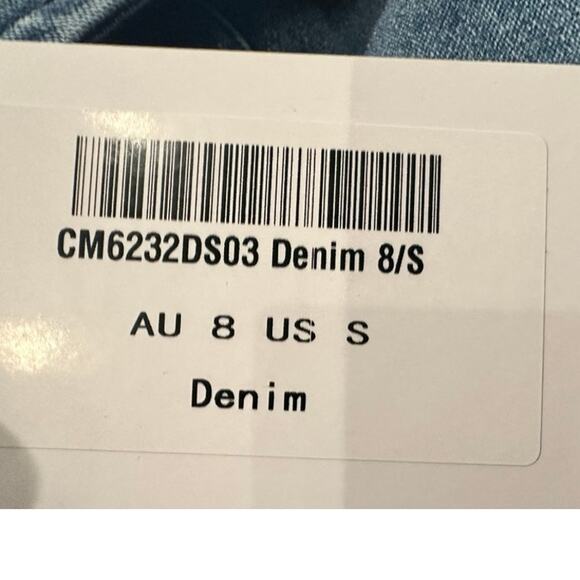 CM6232DS03 Denim 8/S
AU 8 US S
Denim